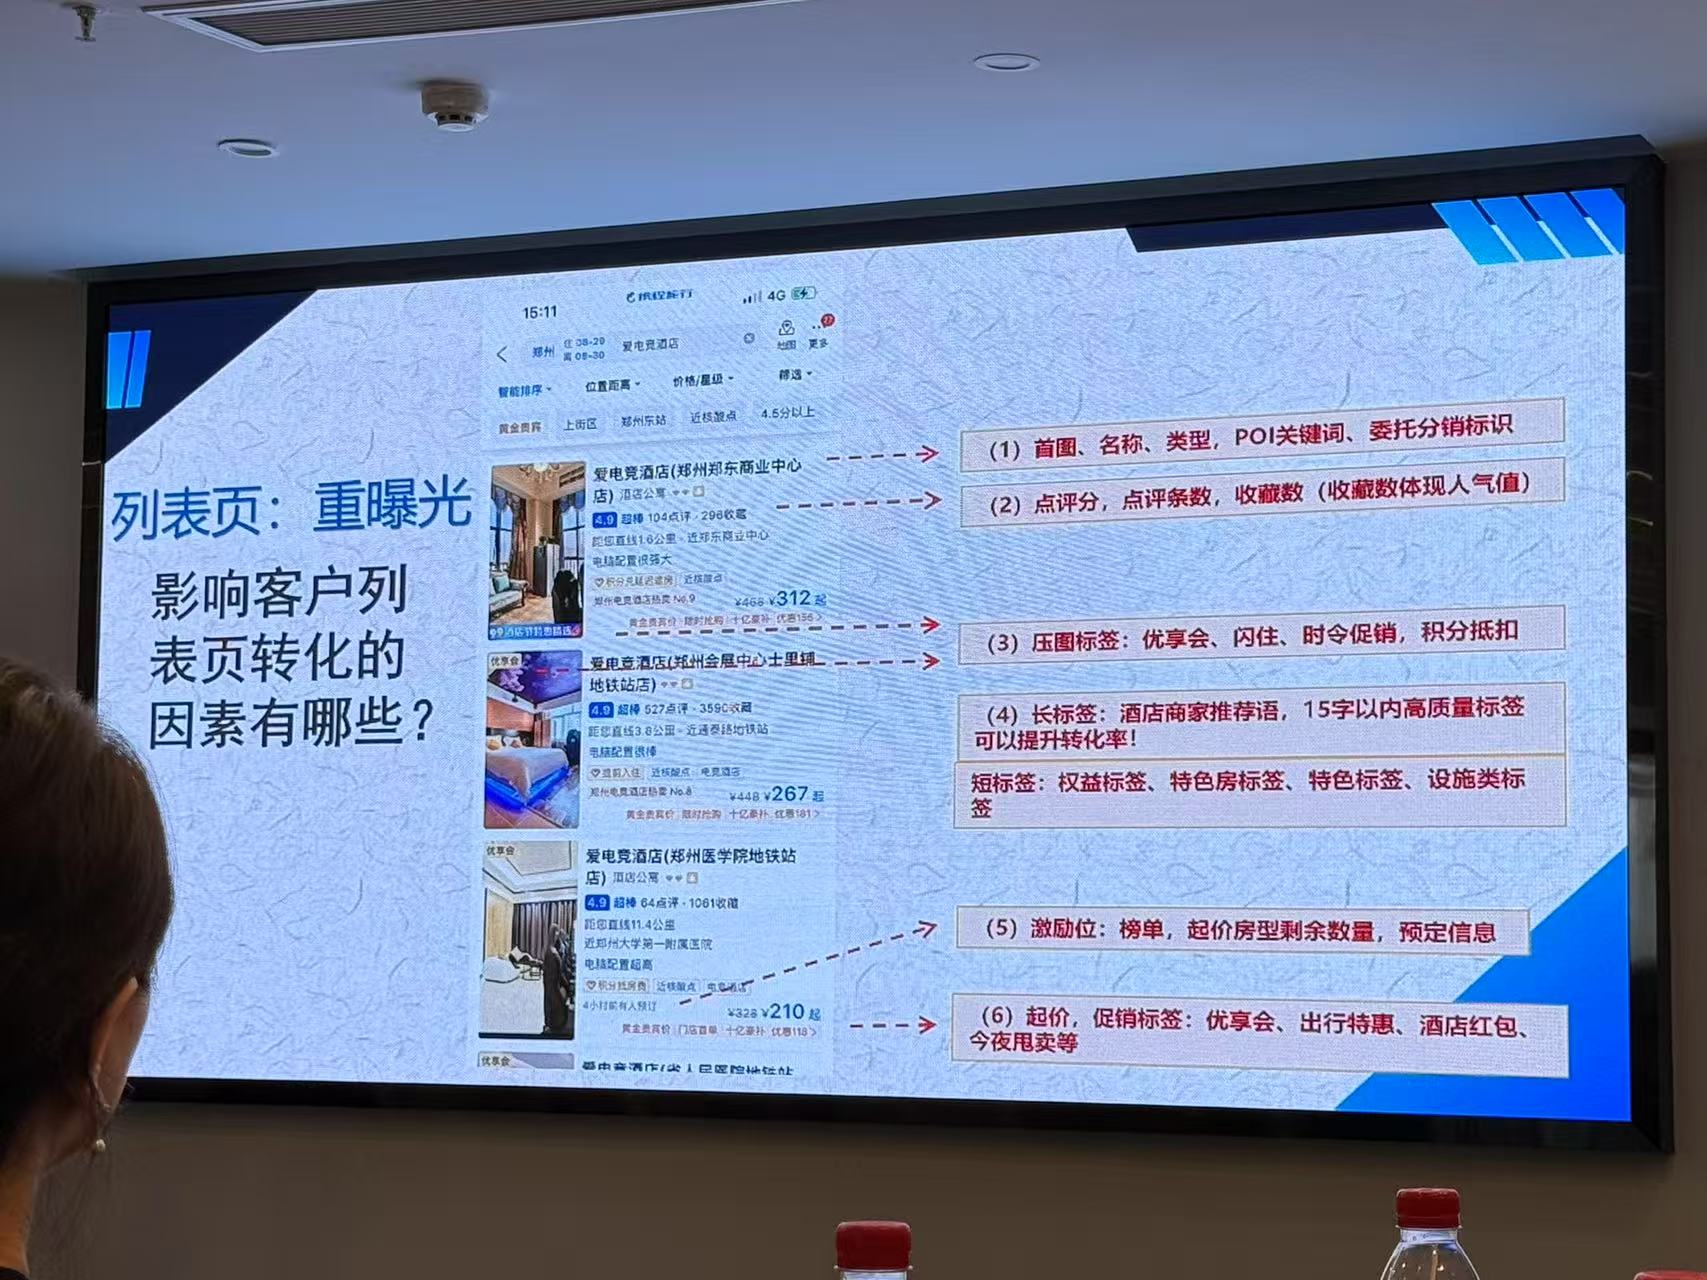 列表页：重曝光
影响客户列
表页转化的
因素有哪些？
15:11
携程旅行
4G
郑州
住 08-29
离 08-30
爱电竞酒店
地图
27
更多
智能排序
位置距离
价格/星级
筛选
黄金贵宾
上街区
郑州东站
近核酸点
4.5分以上
爱电竞酒店(郑州郑东商业中心
店) 酒店公寓
4.9 超棒 104点评 · 296收藏
距您直线1.6公里 · 近郑东商业中心
电脑配置很强大
积分兑延迟退房 近核酸点
郑州电竞酒店热卖 No.9
¥468 ¥312起
黄金贵宾价 限时抢购 十亿豪补 优惠156>
优享会
爱电竞酒店(郑州会展中心士里铺
地铁站店)
4.9 超棒 527点评 · 3590收藏
距您直线3.8公里 · 近通泰路地铁站
电脑配置很棒
提前入住 近核酸点 电竞酒店
郑州电竞酒店热卖 No.8
¥448 ¥267起
黄金贵宾价 限时抢购 十亿豪补 优惠181>
优享会
爱电竞酒店(郑州医学院地铁站
店) 酒店公寓
4.9 超棒 64点评 · 1061收藏
距您直线11.4公里
近郑州大学第一附属医院
电脑配置超高
积分抵房费 近核酸点 电竞酒店
4小时前有人预订
¥328 ¥210起
黄金贵宾价 门店首单 十亿豪补 优惠118>
优享会
爱电竞酒店(省人民医院地铁站
（1）首图、名称、类型，POI关键词、委托分销标识
（2）点评分，点评条数，收藏数（收藏数体现人气值）
（3）压图标签：优享会、闪住、时令促销，积分抵扣
（4）长标签：酒店商家推荐语，15字以内高质量标签
可以提升转化率！
短标签：权益标签、特色房标签、特色标签、设施类标
签
（5）激励位：榜单，起价房型剩余数量，预定信息
（6）起价，促销标签：优享会、出行特惠、酒店红包、
今夜甩卖等